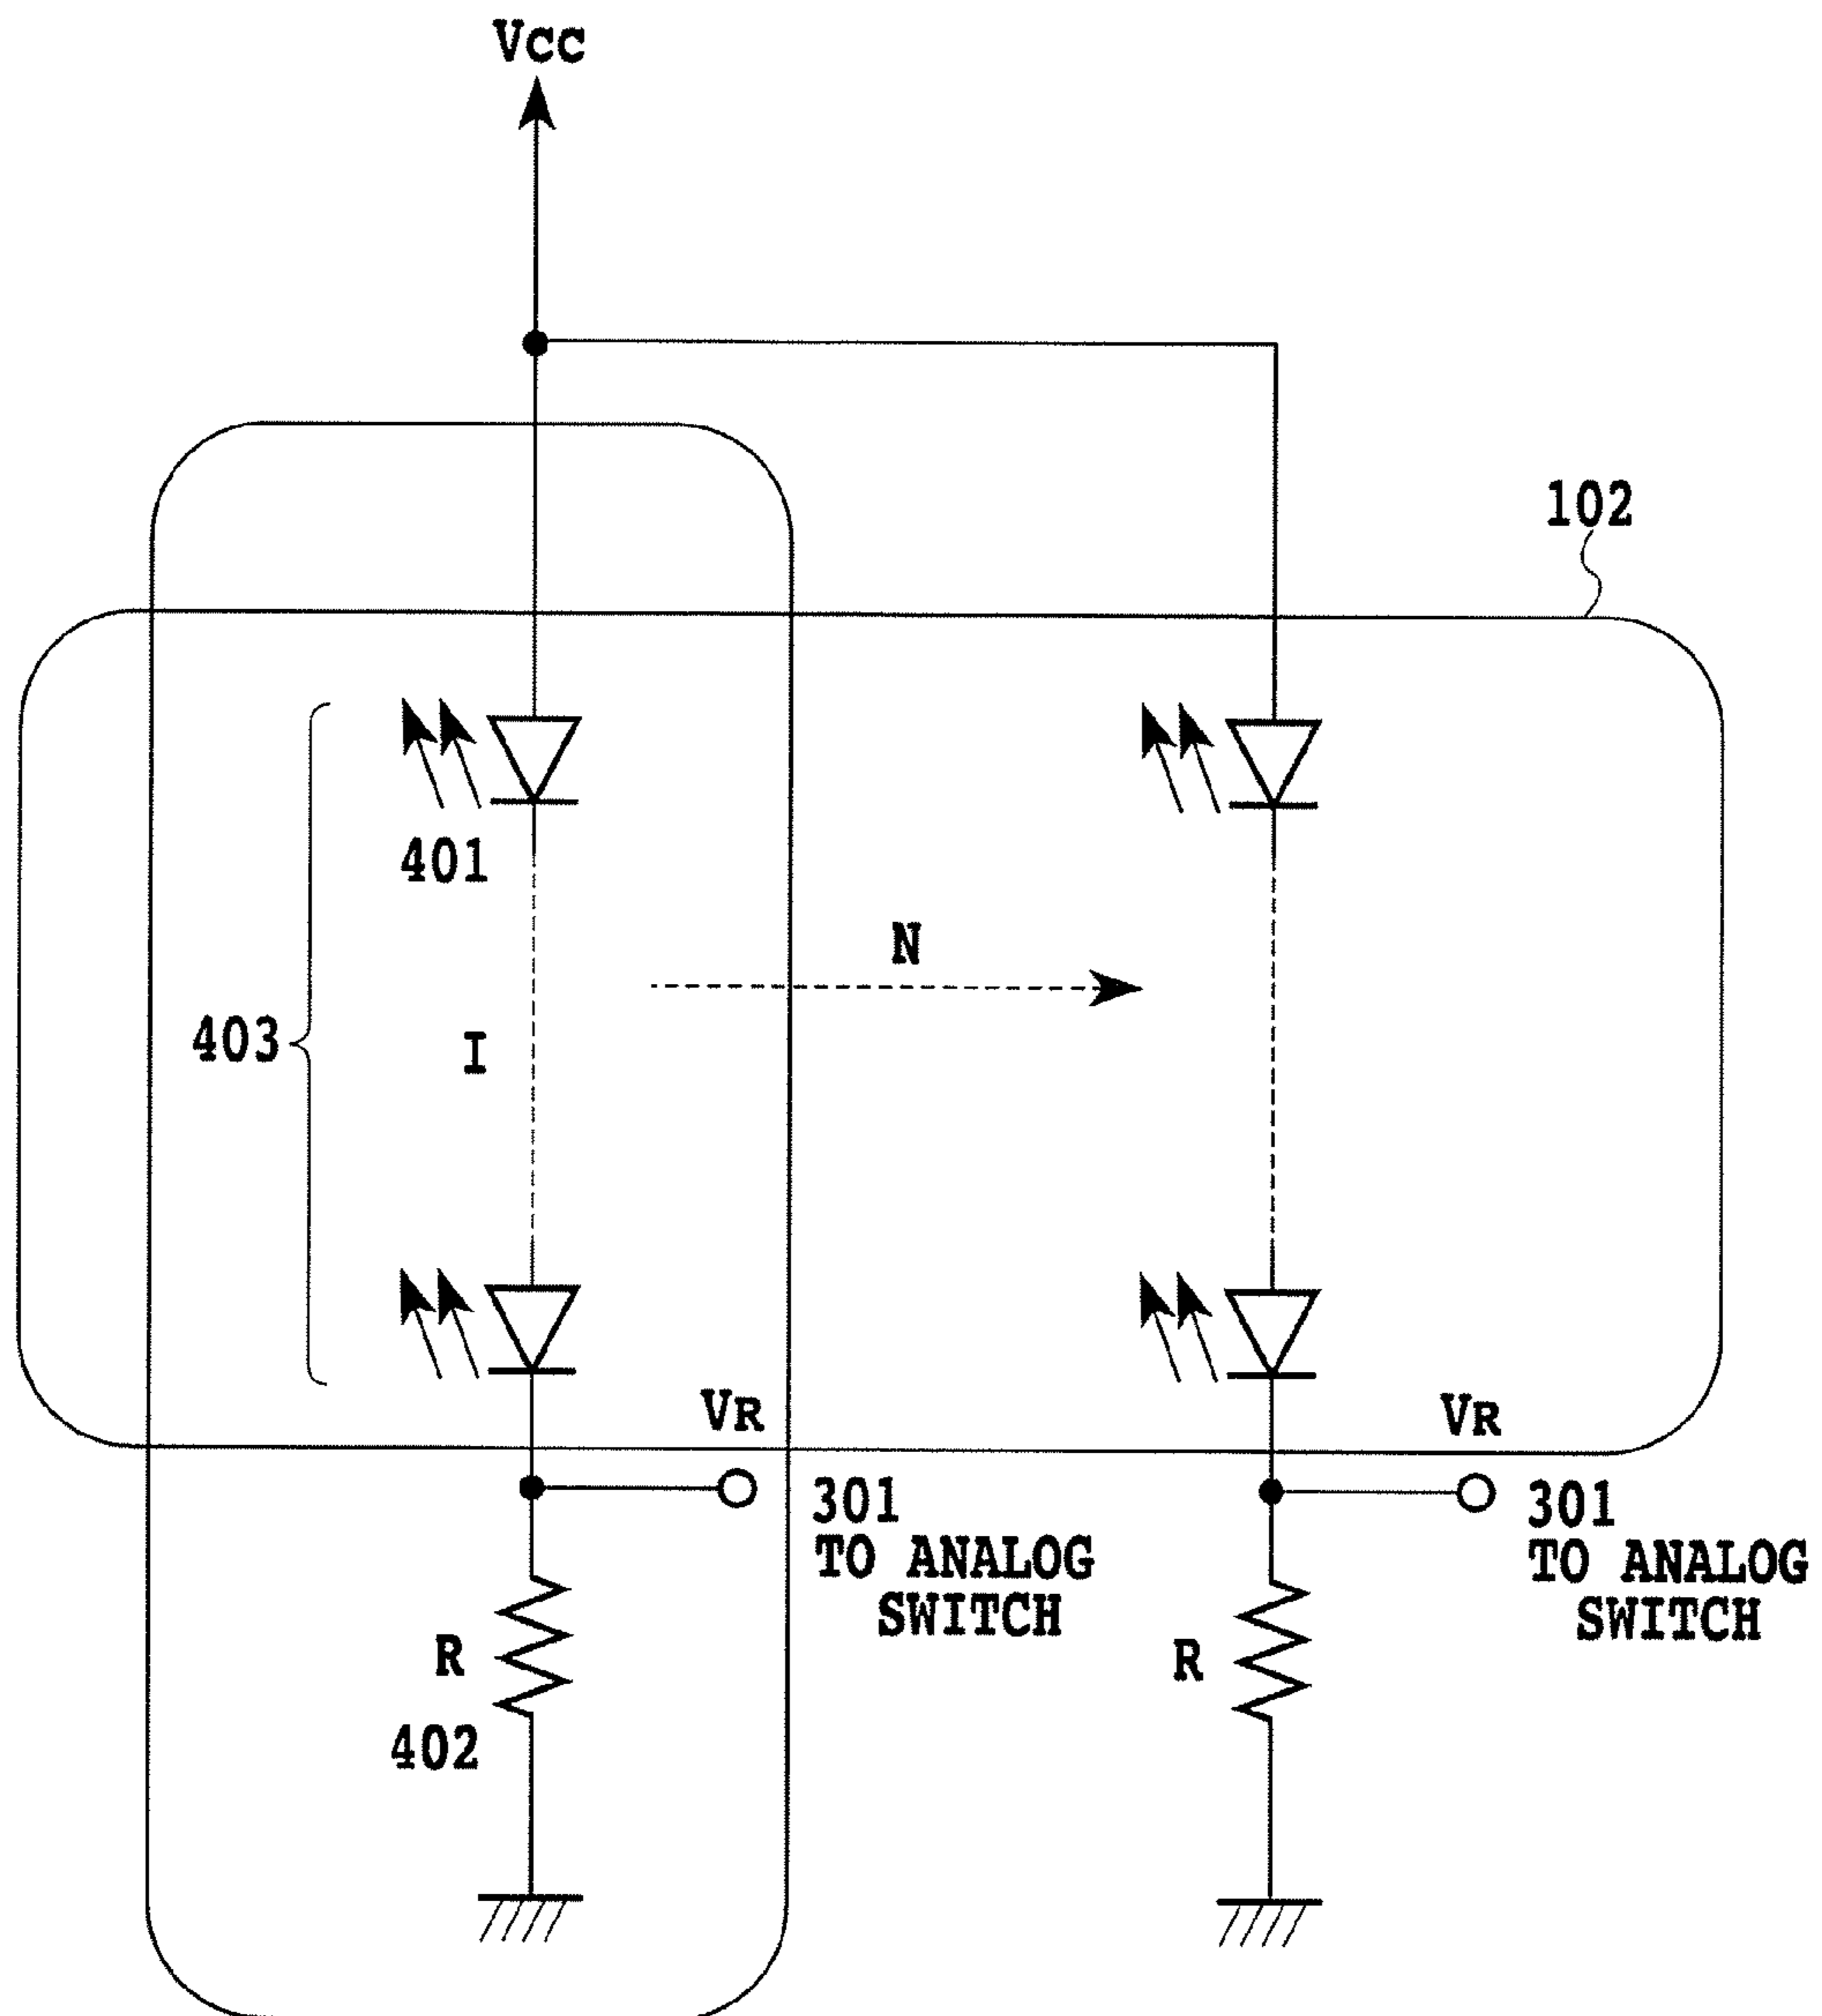 VCC
102
401
N
403
I
VR
VR
301
TO ANALOG
SWITCH
301
TO ANALOG
SWITCH
R
R
402